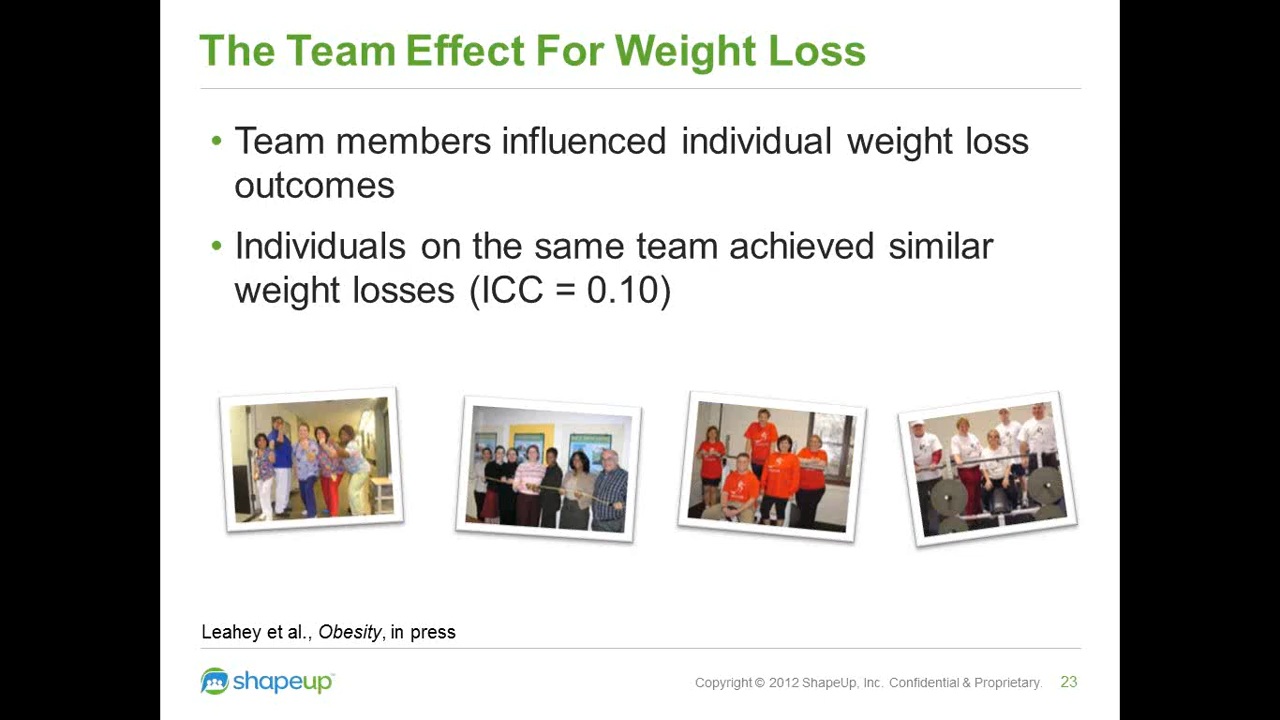 The Team Effect For Weight Loss
• Team members influenced individual weight loss
outcomes
• Individuals on the same team achieved similar
weight losses (ICC = 0.10)
Leahey et al., Obesity, in press
shapeup™
Copyright © 2012 ShapeUp, Inc. Confidential & Proprietary.
23